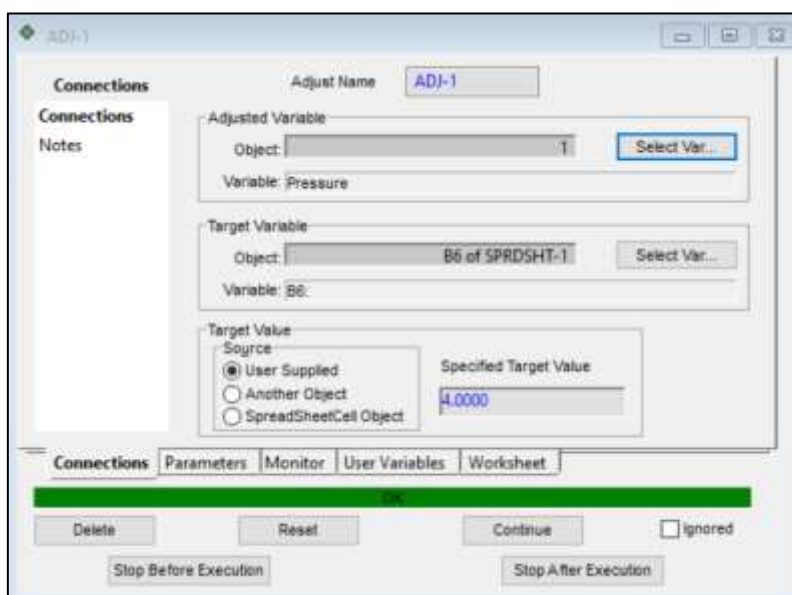 ADJ-1
Connections
Adjust Name ADJ-1
Connections
Notes
Adjusted Variable
Object: 1 Select Var...
Variable: Pressure
Target Variable
Object: B6 of SPRDSHT-1 Select Var...
Variable: B6:
Target Value
Source
User Supplied
Another Object
SpreadSheetCell Object
Specified Target Value
4.0000
Connections Parameters Monitor User Variables Worksheet
OK
Delete Reset Continue Ignored
Stop Before Execution Stop After Execution